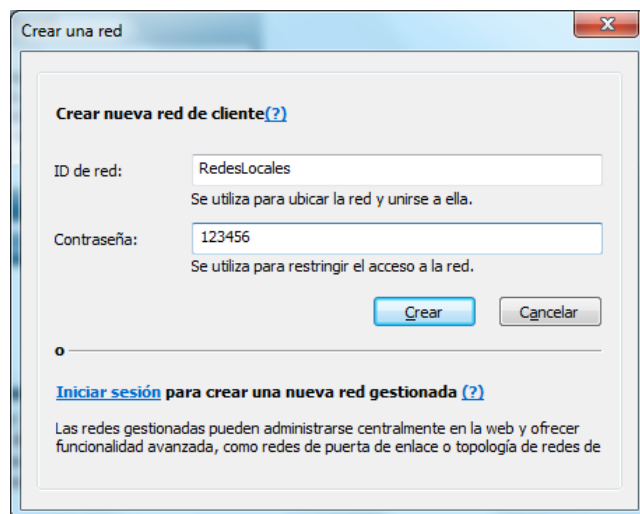 Crear una red
Crear nueva red de cliente(?)
ID de red:
RedesLocales
Se utiliza para ubicar la red y unirse a ella.
Contraseña:
123456
Se utiliza para restringir el acceso a la red.
Crear
Cancelar
o
Iniciar sesión para crear una nueva red gestionada (?)
Las redes gestionadas pueden administrarse centralmente en la web y ofrecer
funcionalidad avanzada, como redes de puerta de enlace o topología de redes de